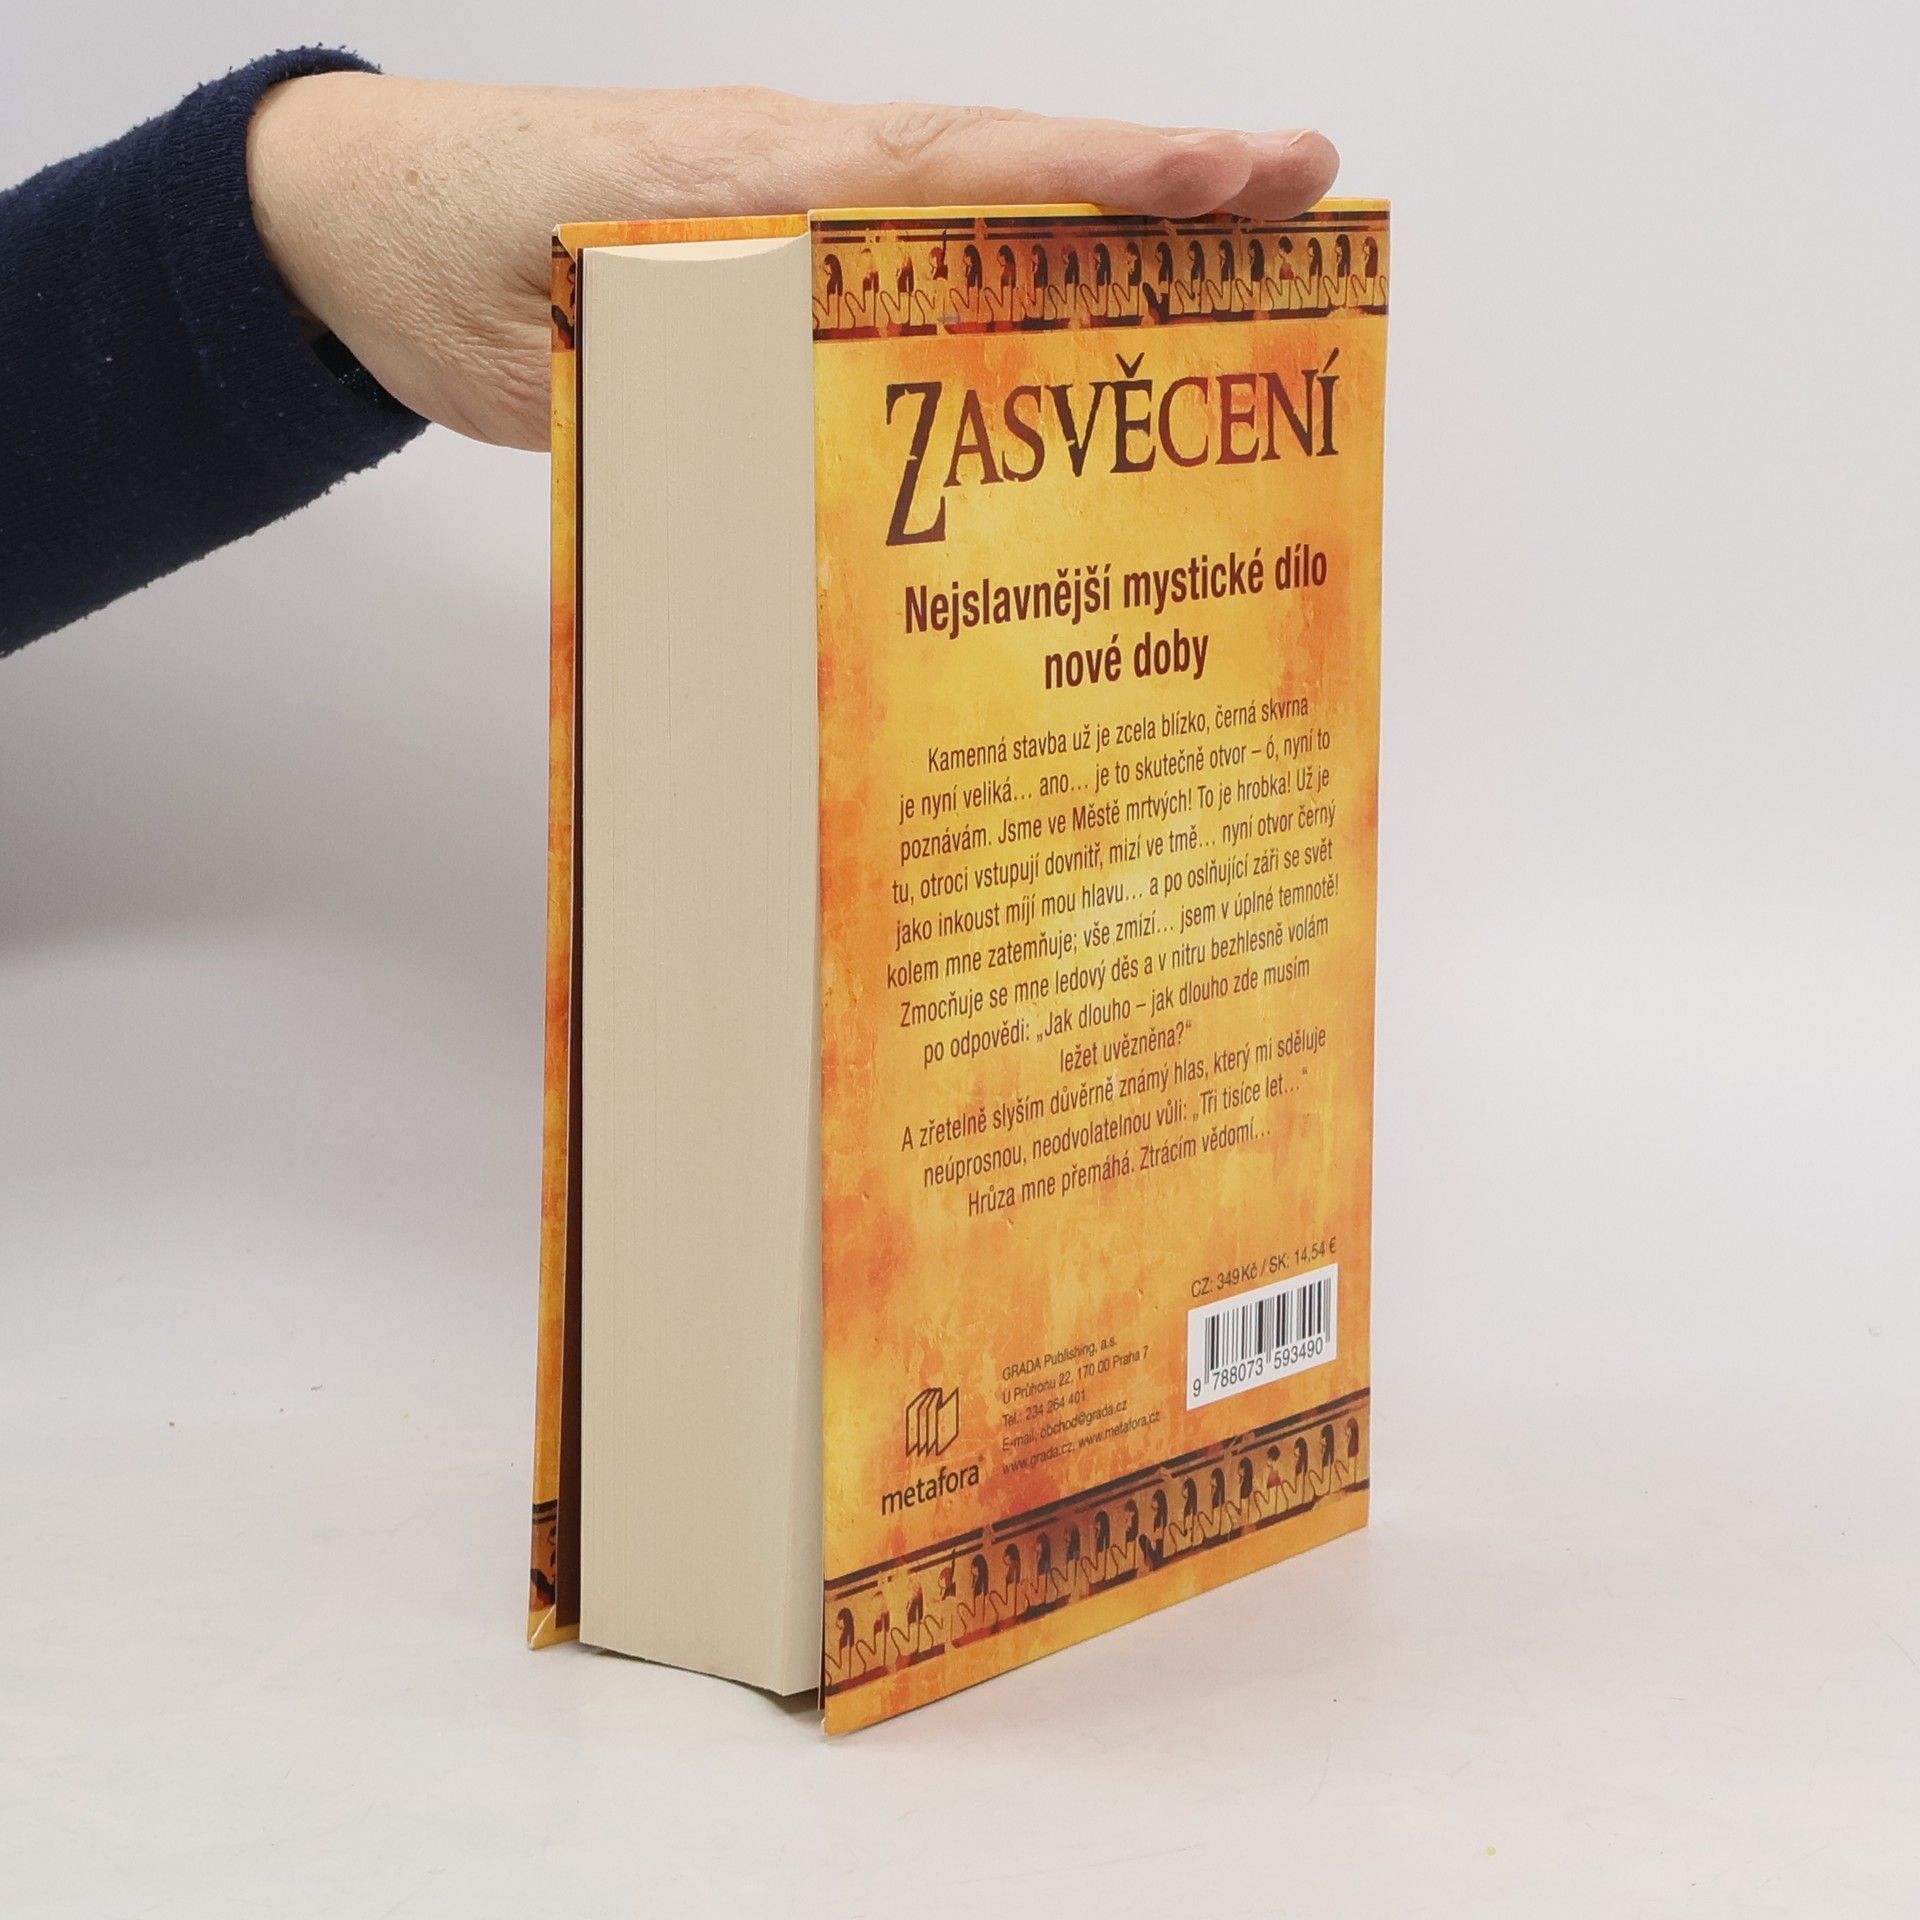 ZASVĚCENÍ
Nejslavnější mystické dílo
nové doby
Kamenná stavba už je zcela blízko, černá skvrna
je nyní veliká… ano… je to skutečně otvor – ó, nyní to
poznávám. Jsme ve Městě mrtvých! To je hrobka! Už je
tu, otroci vstupují dovnitř, mizí ve tmě… nyní otvor černý
jako inkoust míjí mou hlavu… a po oslňující záři se svět
kolem mne zatemňuje; vše zmizí… jsem v úplné temnotě!
Zmocňuje se mne ledový děs a v nitru bezhlesně volám
po odpovědi: „Jak dlouho – jak dlouho zde musím
ležet uvězněna?“
A zřetelně slyším důvěrně známý hlas, který mi sděluje
neúprosnou, neodvolatelnou vůli: „Tři tisíce let…“
Hrůza mne přemáhá. Ztrácím vědomí…
CZ: 349 Kč / SK: 14,54 €
9 788073 593490
GRADA Publishing, a.s.
U Průhonu 22, 170 00 Praha 7
Tel.: 234 264 401
E-mail: obchod@grada.cz
www.grada.cz, www.metafora.cz
metafora®